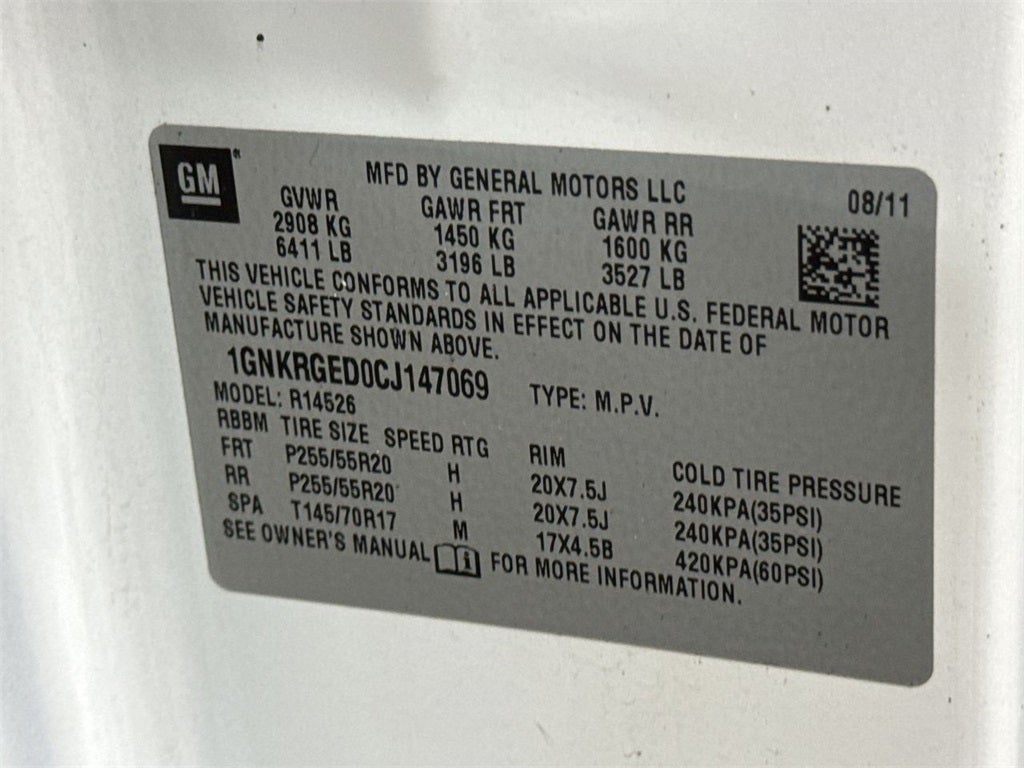 GM
MFD BY GENERAL MOTORS LLC 08/11
GVWR GAWR FRT GAWR RR
2908 KG 1450 KG 1600 KG
6411 LB 3196 LB 3527 LB
THIS VEHICLE CONFORMS TO ALL APPLICABLE U.S. FEDERAL MOTOR
VEHICLE SAFETY STANDARDS IN EFFECT ON THE DATE OF
MANUFACTURE SHOWN ABOVE.
1GNKRGED0CJ147069 TYPE: M.P.V.
MODEL: R14526
RBBM TIRE SIZE SPEED RTG RIM COLD TIRE PRESSURE
FRT P255/55R20 H 20X7.5J 240KPA(35PSI)
RR P255/55R20 H 20X7.5J 240KPA(35PSI)
SPA T145/70R17 M 17X4.5B 420KPA(60PSI)
SEE OWNER'S MANUAL i FOR MORE INFORMATION.